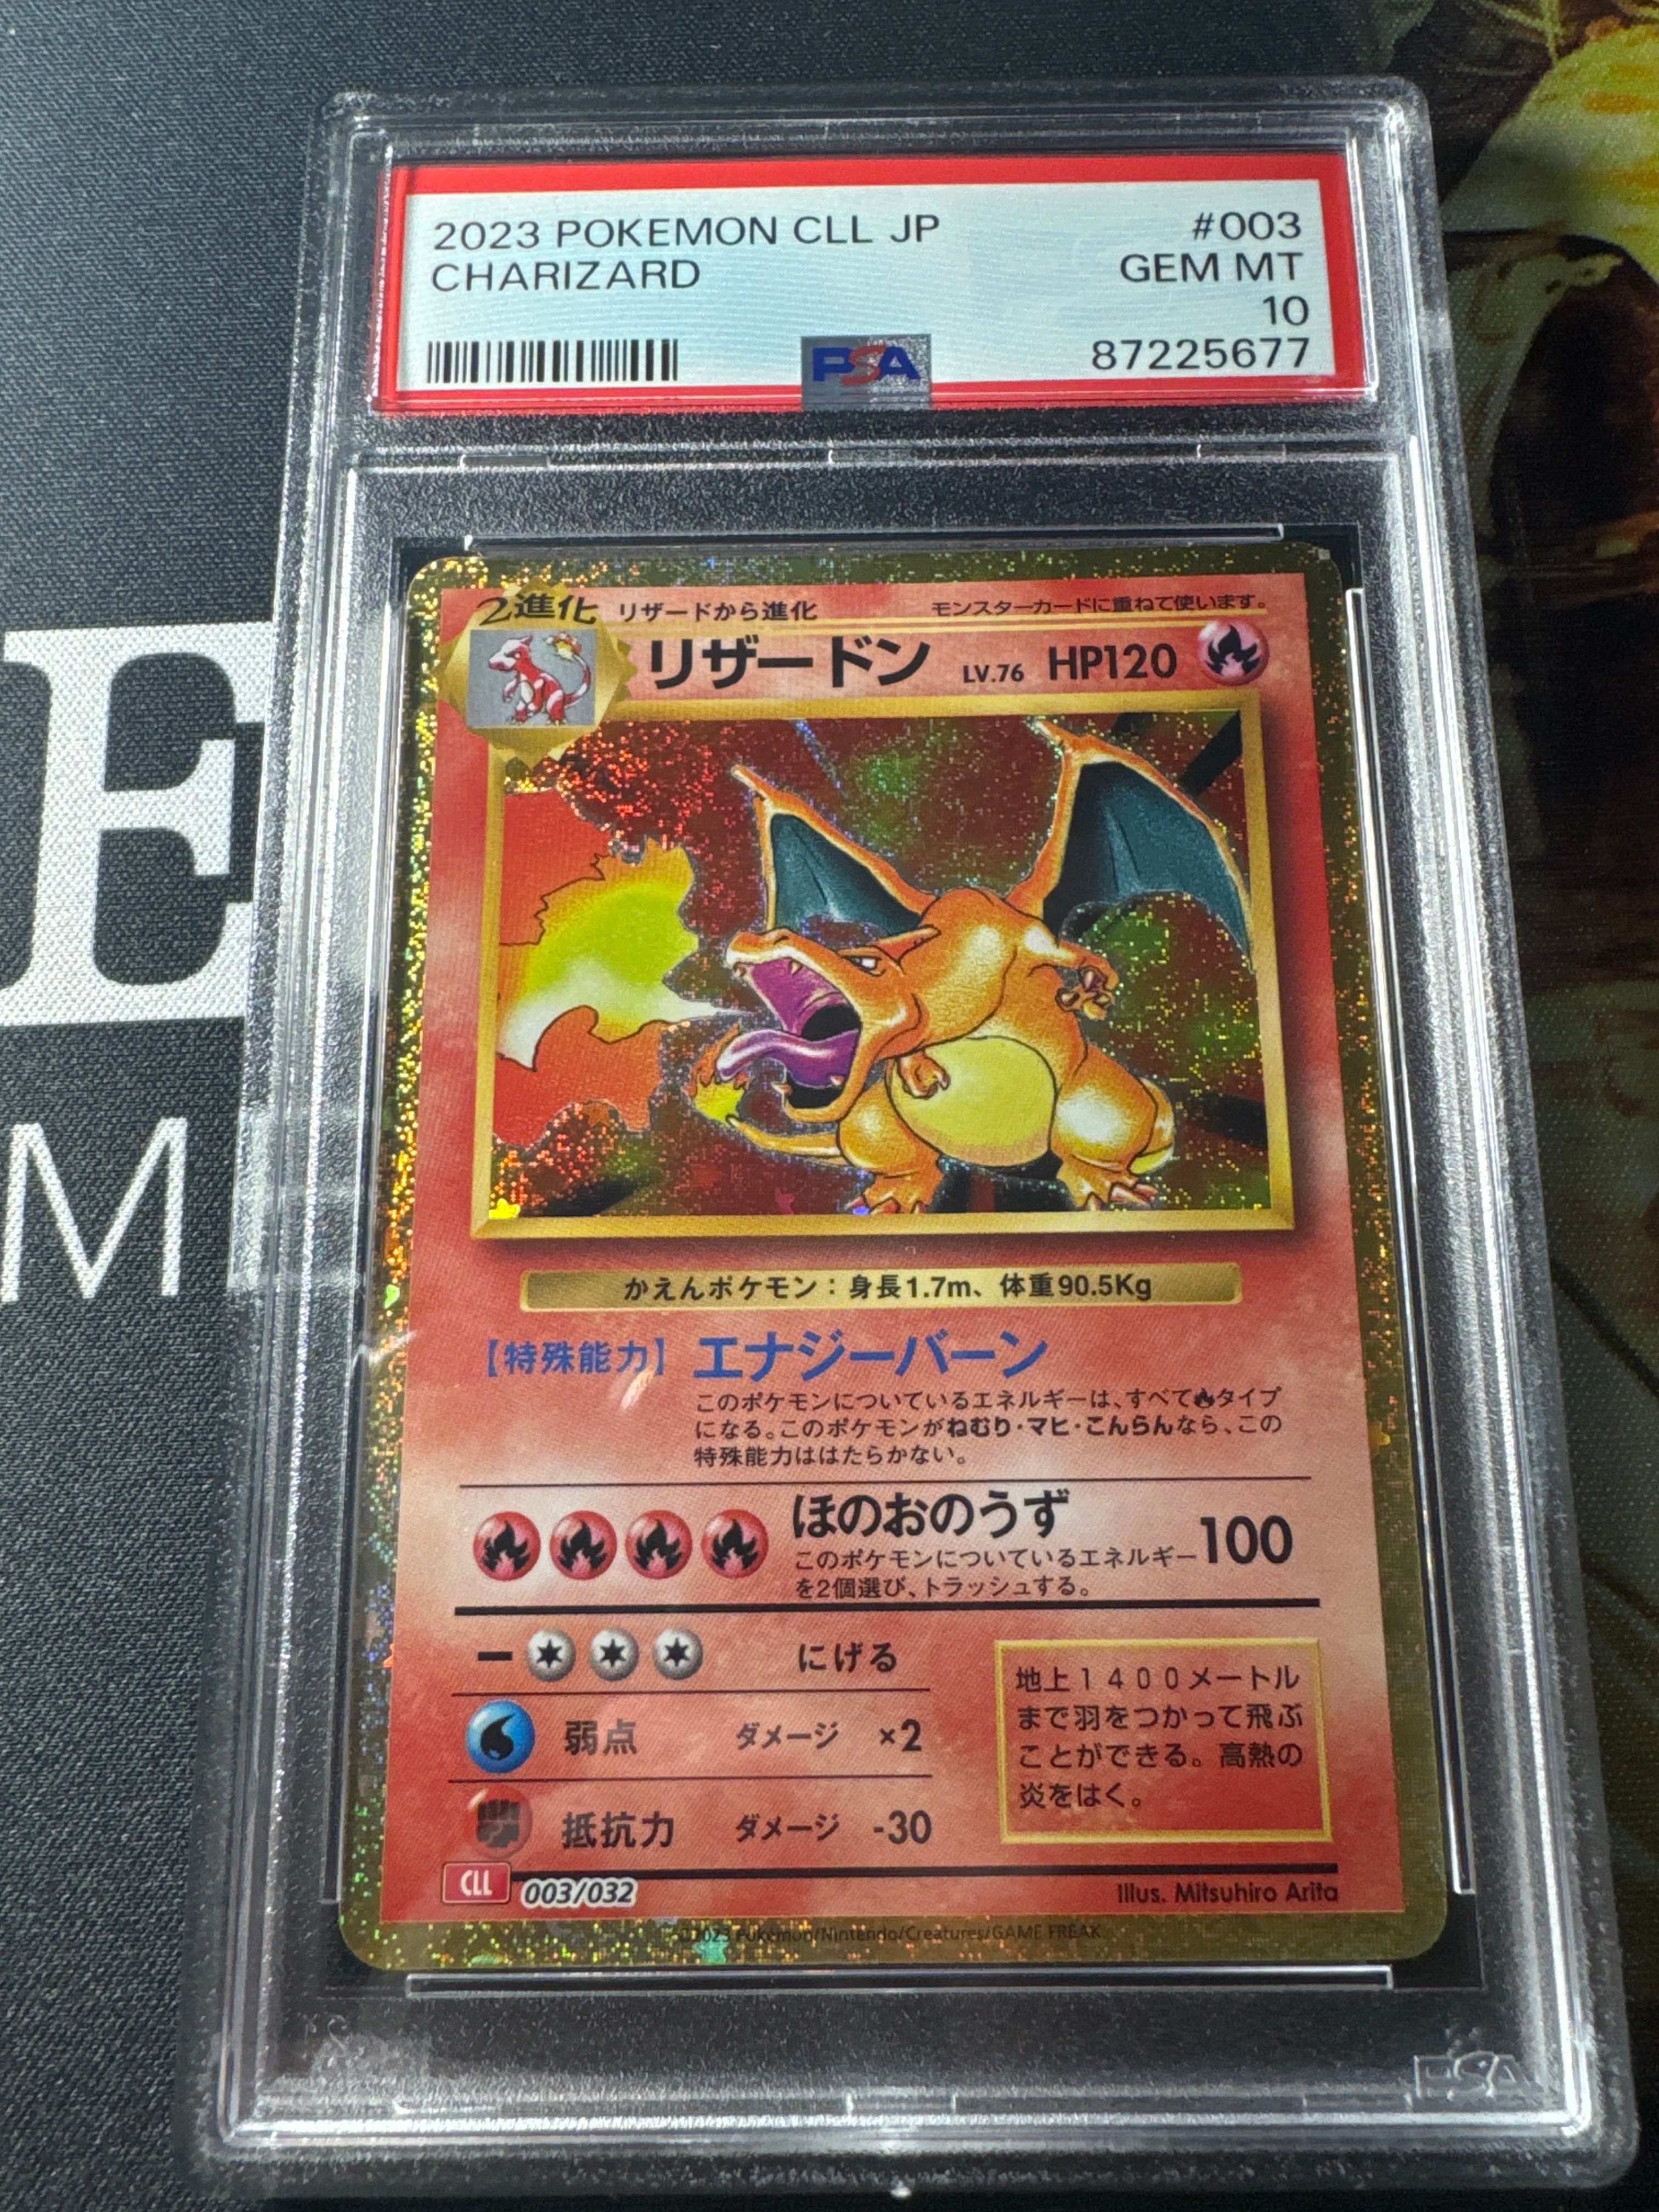 2023 POKEMON CLL JP #003
CHARIZARD GEM MT
10
PSA 87225677
2進化 リザードから進化 モンスターカードに重ねて使います。
リザードン LV.76 HP120
かえんポケモン：身長1.7m、体重90.5Kg
【特殊能力】エナジーバーン
このポケモンについているエネルギーは、すべてタイプ
になる。このポケモンがねむり・マヒ・こんらんなら、この
特殊能力ははたらかない。
ほのおのうず 100
このポケモンについているエネルギー
を2個選び、トラッシュする。
にげる
弱点 ダメージ ×2
抵抗力 ダメージ -30
地上1400メートル
まで羽をつかって飛ぶ
ことができる。高熱の
炎をはく。
CLL 003/032 Illus. Mitsuhiro Arita
©2023 Pokémon/Nintendo/Creatures/GAME FREAK.
PSA
E
M